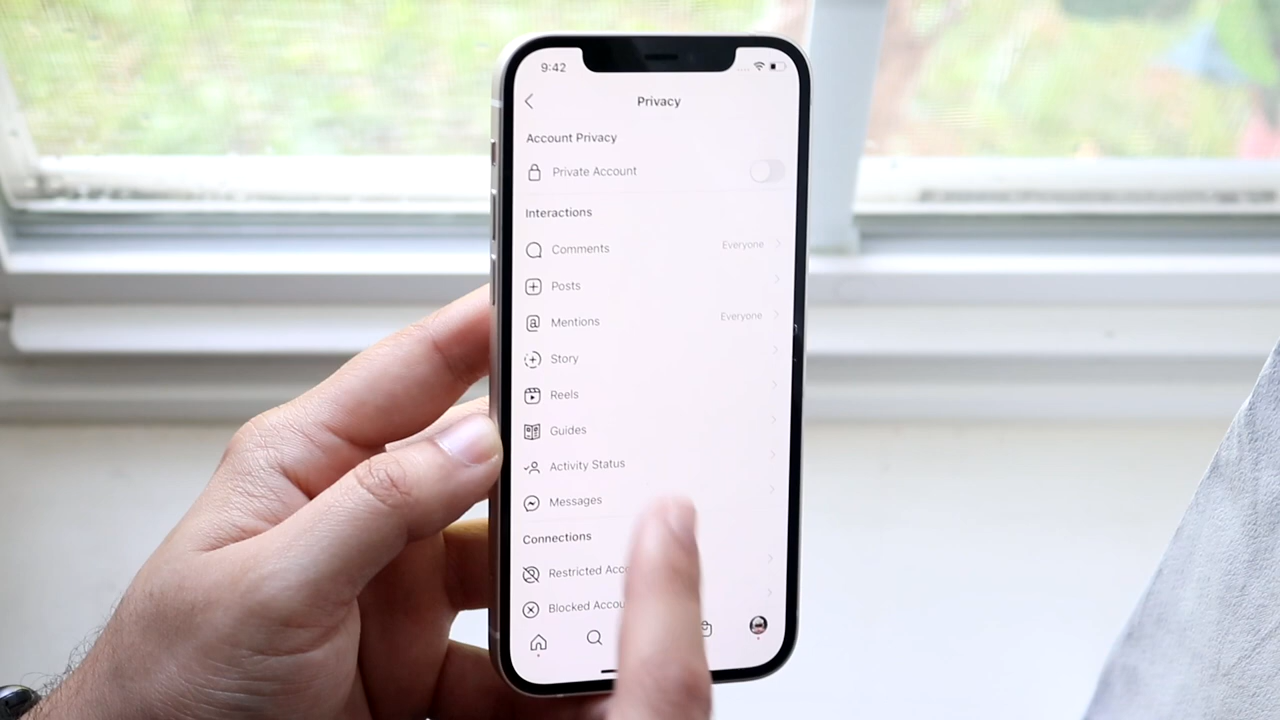 9:42
Privacy
Account Privacy
Private Account
Interactions
Comments Everyone
Posts
Mentions Everyone
Story
Reels
Guides
Activity Status
Messages
Connections
Restricted Acco
Blocked Accou